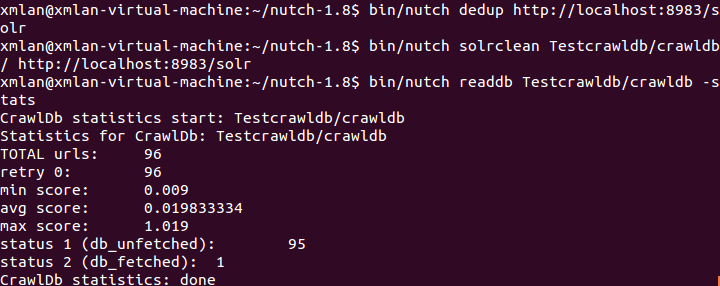 xmlan@xmlan-virtual-machine:~/nutch-1.8$ bin/nutch dedup http://localhost:8983/s
olr
xmlan@xmlan-virtual-machine:~/nutch-1.8$ bin/nutch solrclean Testcrawldb/crawldb
/ http://localhost:8983/solr
xmlan@xmlan-virtual-machine:~/nutch-1.8$ bin/nutch readdb Testcrawldb/crawldb -s
tats
CrawlDb statistics start: Testcrawldb/crawldb
Statistics for CrawlDb: Testcrawldb/crawldb
TOTAL urls:     96
retry 0:        96
min score:      0.009
avg score:      0.019833334
max score:      1.019
status 1 (db_unfetched):        95
status 2 (db_fetched):  1
CrawlDb statistics: done